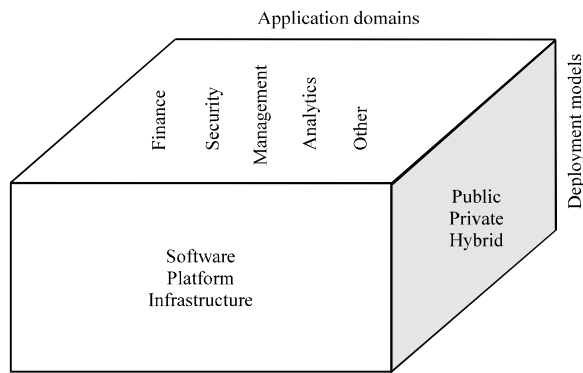 Application domains
Finance
Security
Management
Analytics
Other
Deployment models
Public
Private
Hybrid
Software
Platform
Infrastructure